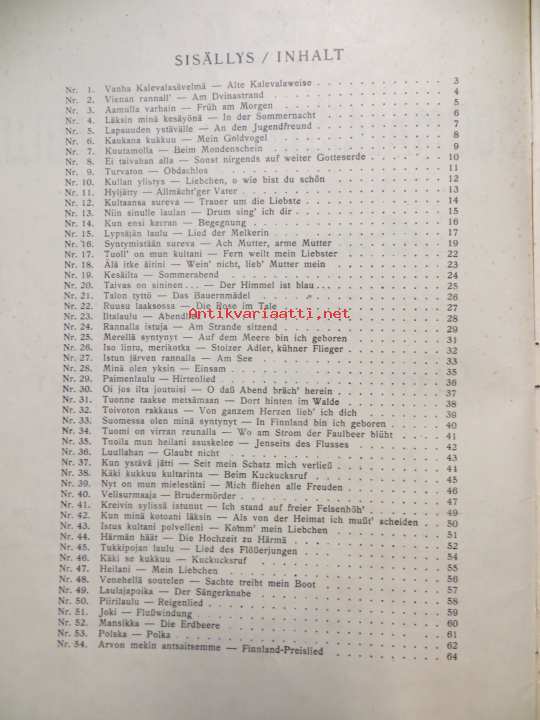 SISÄLLYS / INHALT
Nr. 1. Vanha Kalevalasävelmä — Alte Kalevalaweise 3
Nr. 2. Vienan rannall' — Am Dvinastrand 4
Nr. 3. Aamulla varhain — Früh am Morgen 5
Nr. 4. Läksin minä kesäyönä — In der Sommernacht 6
Nr. 5. Lapsuuden ystävälle — An den Jugendfreund 7
Nr. 6. Kaukana kukkuu — Mein Goldvogel 8
Nr. 7. Kuutamolla — Beim Mondenschein 9
Nr. 8. Ei taivahan alla — Sonst nirgends auf weiter Gotteserde 10
Nr. 9. Turvaton — Obdachlos 11
Nr. 10. Kullan ylistys — Liebchen, o wie bist du schön 12
Nr. 11. Hyljätty — Allmächt'ger Vater 13
Nr. 12. Kultaansa sureva — Trauer um die Liebste 14
Nr. 13. Niin sinulle laulan — Drum sing' ich dir 15
Nr. 14. Kun ensi kerran — Begegnung 16
Nr. 15. Lypsäjän laulu — Lied der Melkerin 17
Nr. 16. Syntymistään sureva — Ach Mutter, arme Mutter 19
Nr. 17. Tuoll' on mun kultani — Fern weilt mein Liebster 22
Nr. 18. Älä itke äitini — Wein' nicht, lieb' Mutter mein 23
Nr. 19. Kesäilta — Sommerabend 24
Nr. 20. Taivas on sininen... — Der Himmel ist blau 25
Nr. 21. Talon tyttö — Das Bauernmädel 26
Nr. 22. Ruusu laaksossa — Die Rose im Tale 27
Nr. 23. Iltalaulu — Abendl 28
Antikvariaatti.net
Nr. 24. Rannalla istuja — Am Strande sitzend 29
Nr. 25. Merellä syntynyt — Auf dem Meere bin ich geboren 31
Nr. 26. Iso lintu, merikotka — Stolzer Adler, kühner Flieger 32
Nr. 27. Istun järven rannalla — Am See 33
Nr. 28. Minä olen yksin — Einsam 35
Nr. 29. Paimenlaulu — Hirtenlied 36
Nr. 30. Oi jos ilta joutuisi — O daß Abend bräch' herein 37
Nr. 31. Tuonne taakse metsämaan — Dort hinten im Walde 38
Nr. 32. Toivoton rakkaus — Von ganzem Herzen lieb' ich dich 39
Nr. 33. Suomessa olen minä syntynyt — In Finnland bin ich geboren 40
Nr. 34. Tuomi on virran reunalla — Wo am Strom der Faulbeer blüht 41
Nr. 35. Tuolla mun heilani asuskelee — Jenseits des Flusses 42
Nr. 36. Luullahan — Glaubt nicht 43
Nr. 37. Kun ystävä jätti — Seit mein Schatz mich verließ 41
Nr. 38. Käki kukkuu kultarinta — Beim Kuckucksruf 45
Nr. 39. Nyt on mun mielestäni — Mich fliehen alle Freuden 46
Nr. 40. Velisurmaaja — Brudermörder 47
Nr. 41. Kreivin sylissä istunut — Ich stand auf freier Felsenhöh' 49
Nr. 42. Kun minä kotoani läksin — Als von der Heimat ich mußt' scheiden 50
Nr. 43. Istus kultani polvelleni — Komm' mein Liebchen 51
Nr. 44. Härmän häät — Die Hochzeit zu Härmä 52
Nr. 45. Tukkipojan laulu — Lied des Flößerjungen 54
Nr. 46. Käki se kukkuu — Kuckucksruf 55
Nr. 47. Heilani — Mein Liebchen 56
Nr. 48. Venehellä soutelen — Sachte treibt mein Boot 57
Nr. 49. Laulajapoika — Der Sängerknabe 58
Nr. 50. Piirilaulu — Reigenlied 59
Nr. 51. Joki — Flußwindung 60
Nr. 52. Mansikka — Die Erdbeere 61
Nr. 53. Polska — Polka 62
Nr. 54. Arvon mekin ansaitsemme — Finnland-Preislied 64